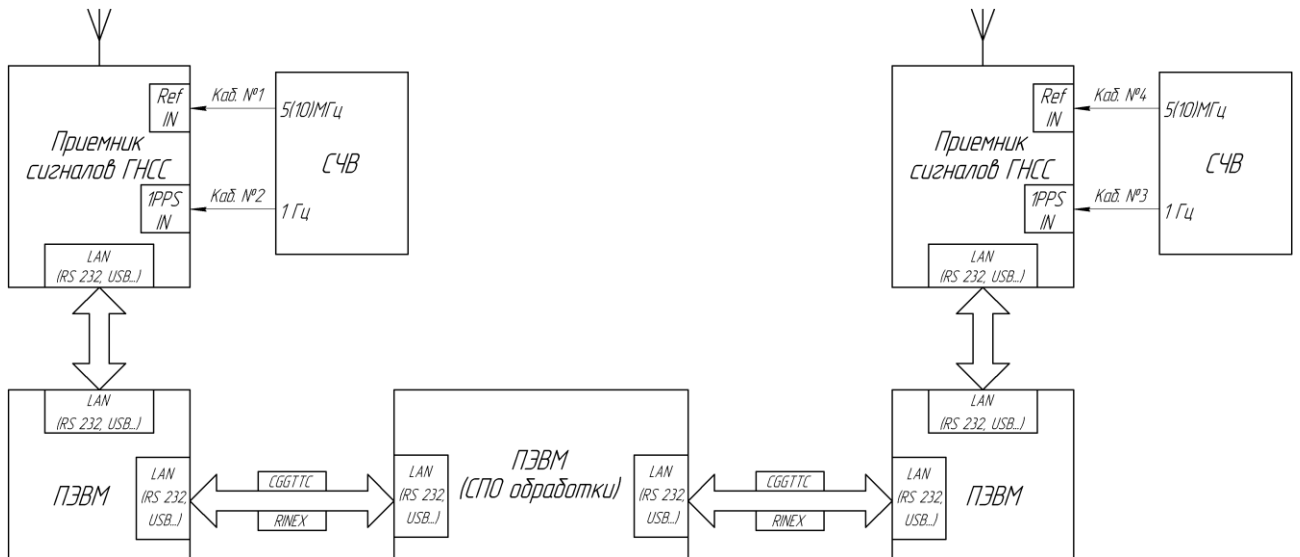 Ref
IN
Каб. №1
5(10)МГц
Приемник
сигналов ГНСС
СЧВ
1PPS
IN
Каб. №2
1 Гц
LAN
(RS 232, USB...)
Ref
IN
Каб. №4
5(10)МГц
Приемник
сигналов ГНСС
СЧВ
1PPS
IN
Каб. №3
1 Гц
LAN
(RS 232, USB...)
LAN
(RS 232, USB...)
ПЭВМ
LAN
(RS 232,
USB...)
CGGTTC
RINEX
LAN
(RS 232,
USB...)
ПЭВМ
(СПО обработки)
LAN
(RS 232,
USB...)
CGGTTC
RINEX
LAN
(RS 232, USB...)
LAN
(RS 232,
USB...)
ПЭВМ